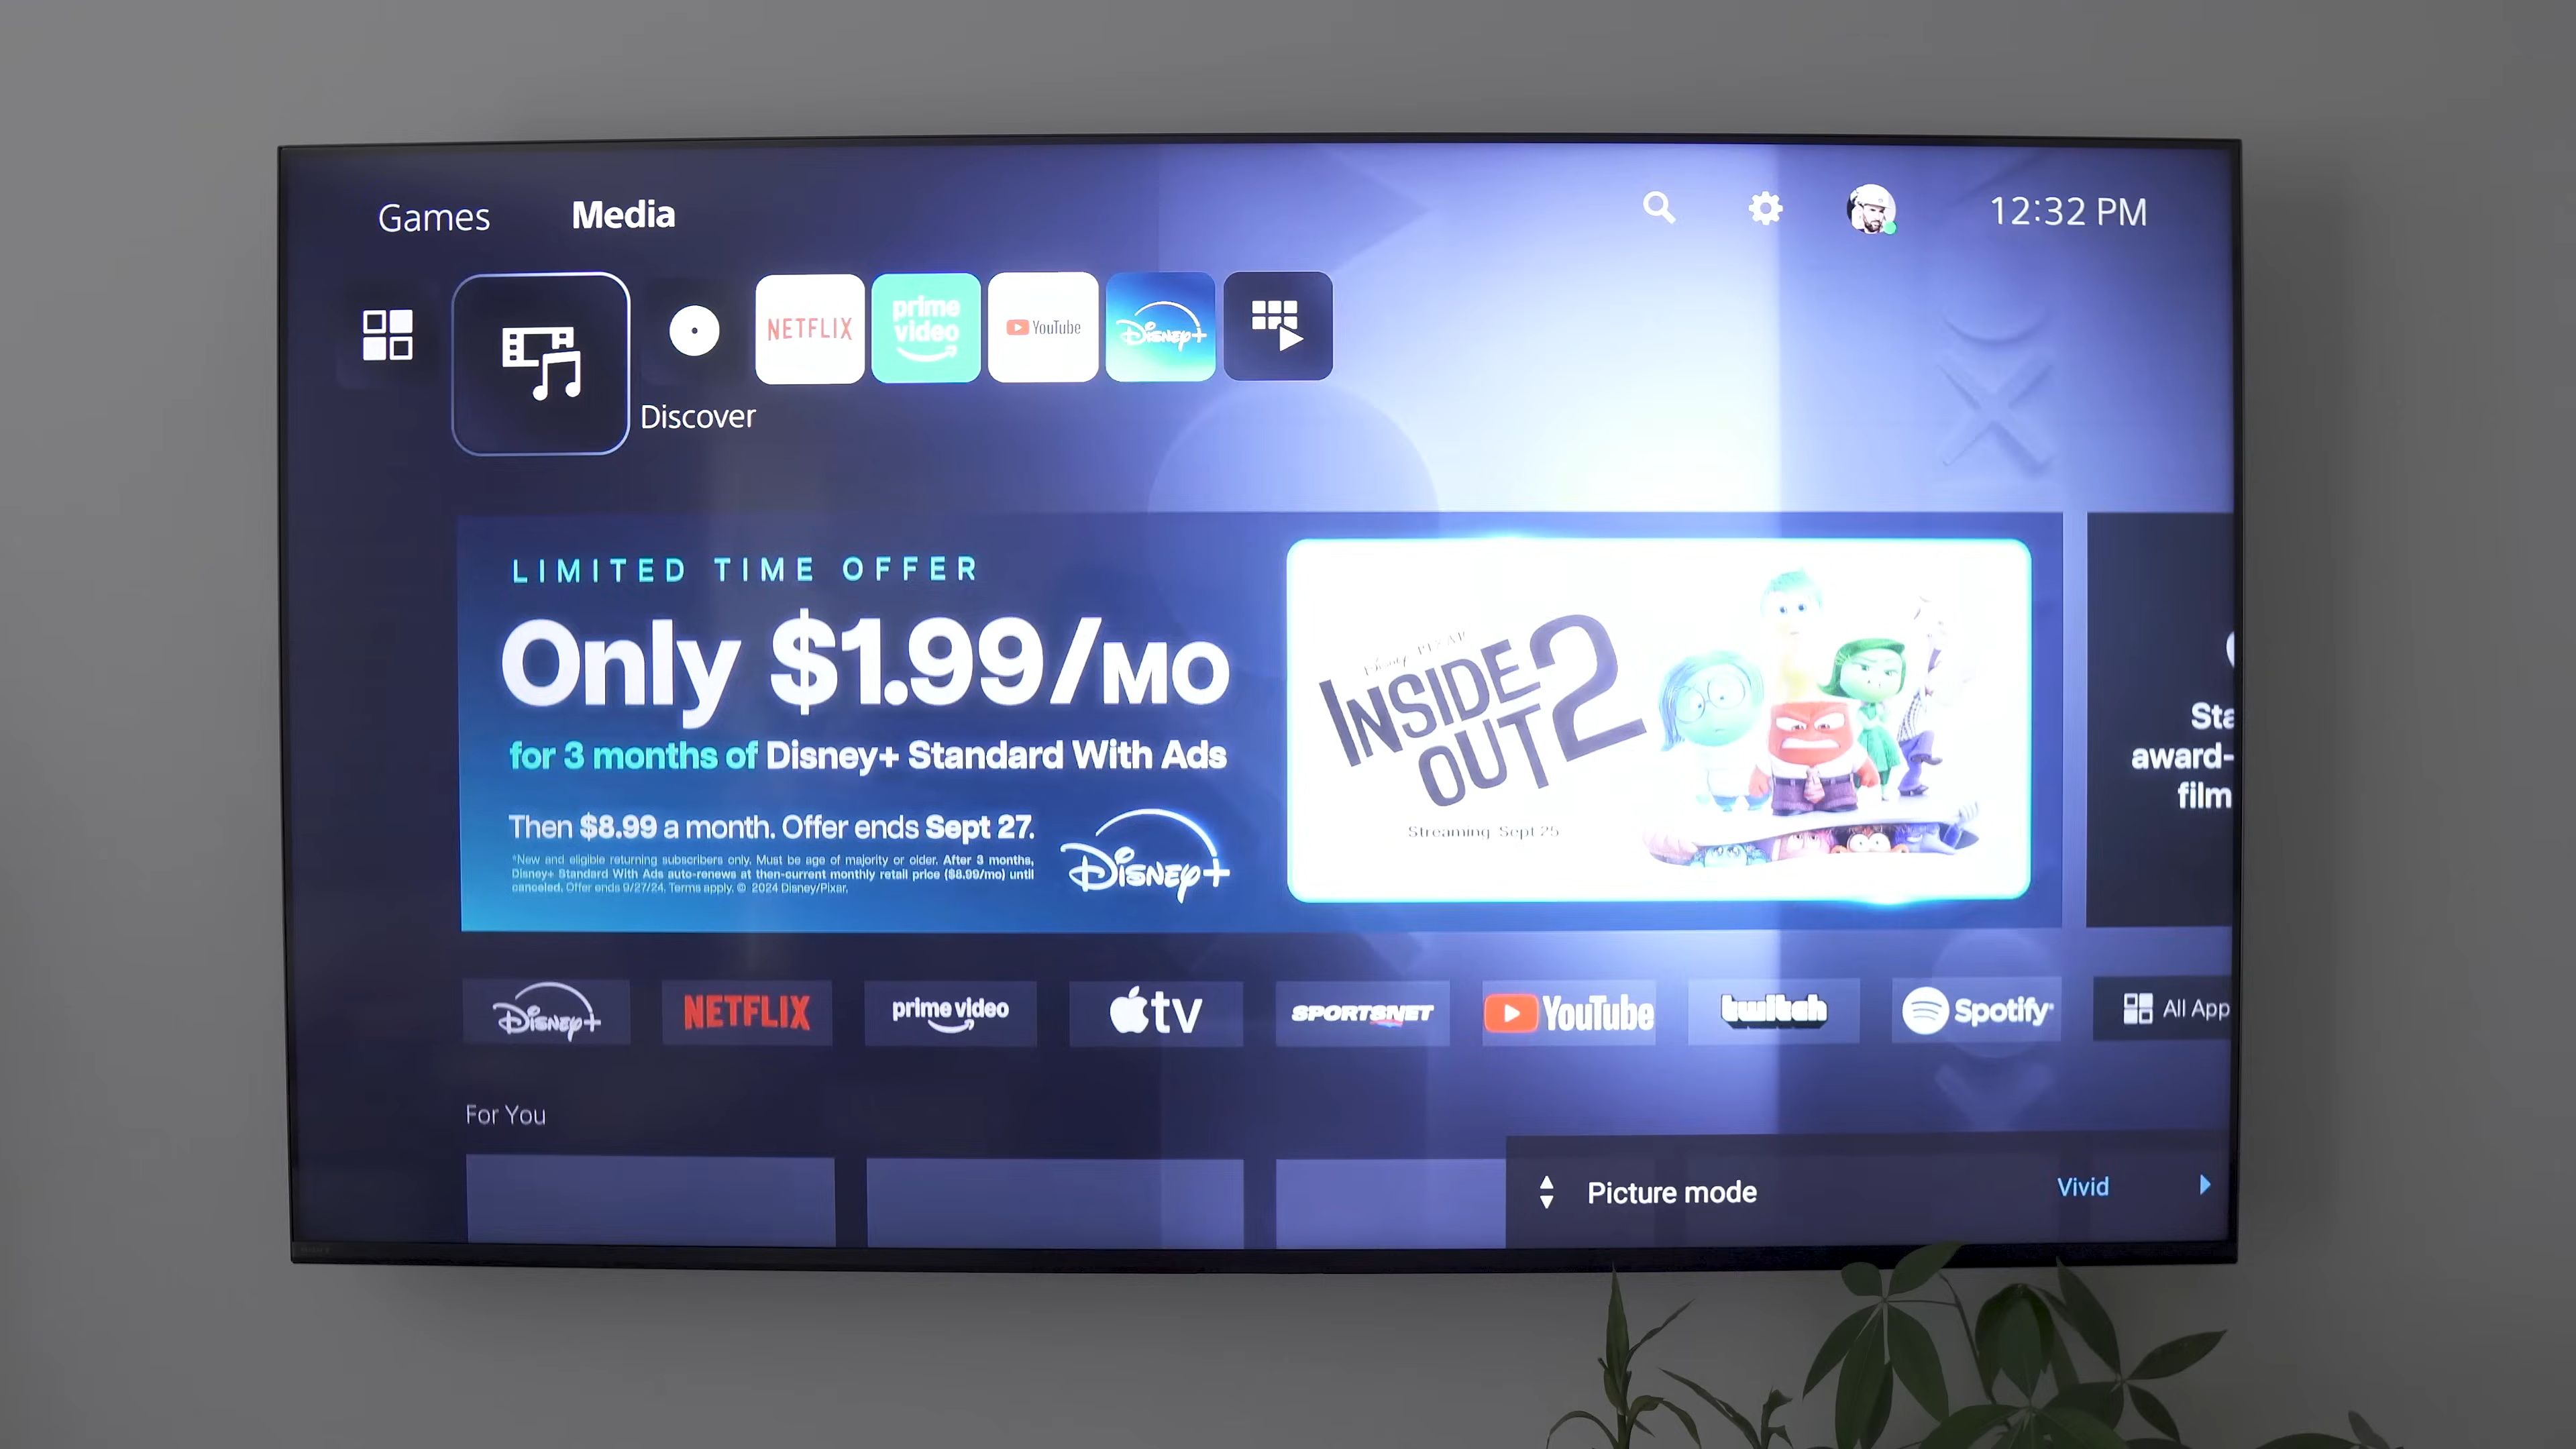 Games Media 12:32 PM
NETFLIX prime video YouTube Disney+
Discover
LIMITED TIME OFFER
Only $1.99/MO
for 3 months of Disney+ Standard With Ads
Then $8.99 a month. Offer ends Sept 27.
*New and eligible returning subscribers only. Must be age of majority or older. After 3 months,
Disney+ Standard With Ads auto-renews at then-current monthly retail price ($8.99/mo) until
canceled. Offer ends 9/27/24. Terms apply. © 2024 Disney/Pixar.
Disney+
Disney PIXAR
INSIDE
OUT 2
Streaming Sept 25
Sta
award-
film
Disney+ NETFLIX prime video tv SPORTSNET YouTube twitch Spotify All App
For You
Picture mode Vivid
SONY